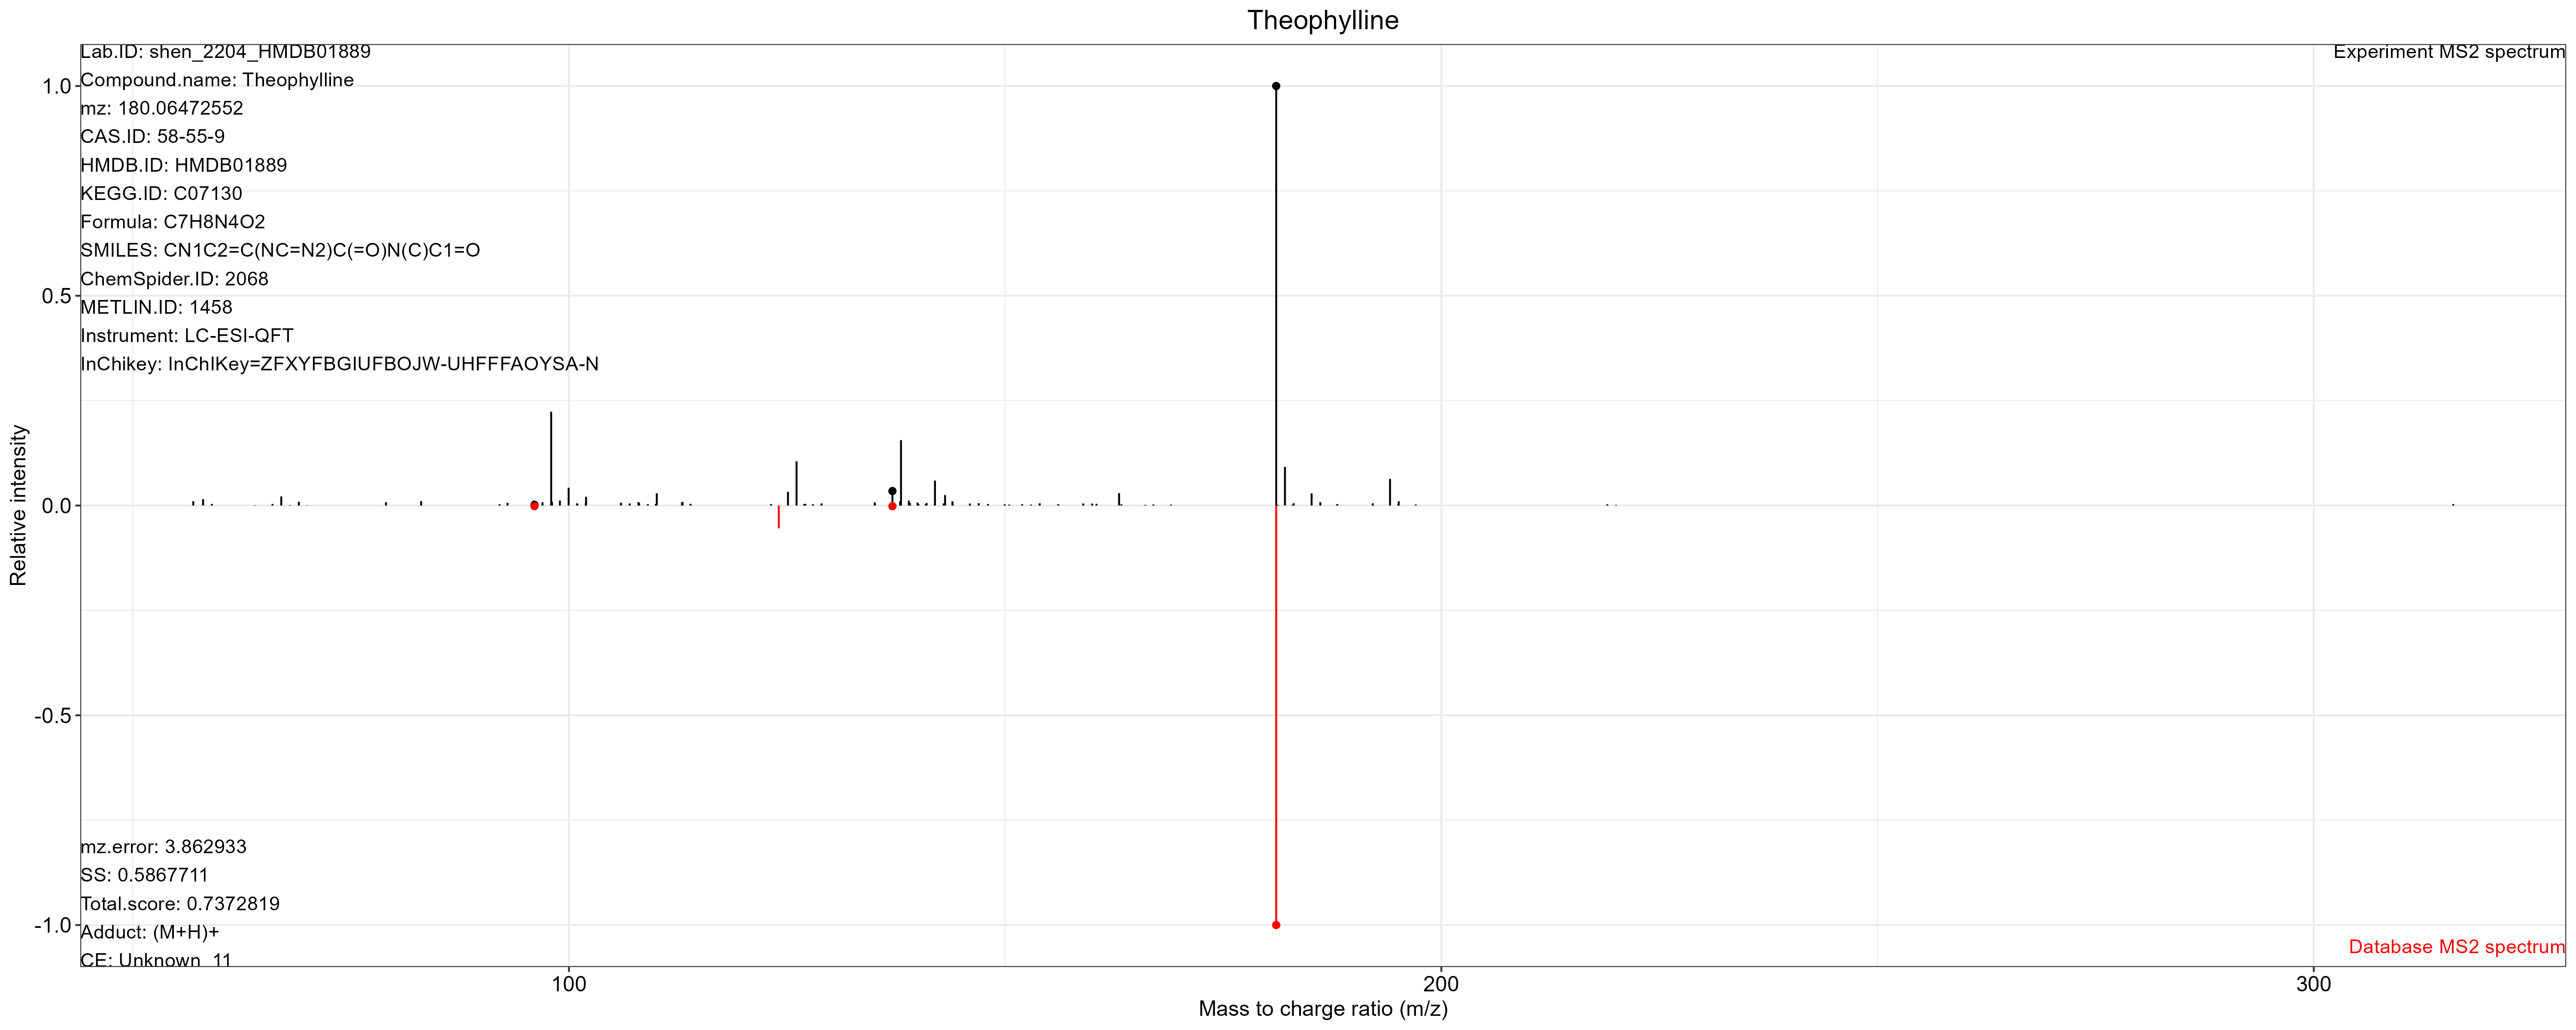 Theophylline
Lab.ID: shen_2204_HMDB01889
Experiment MS2 spectrum
Compound.name: Theophylline
mz: 180.06472552
CAS.ID: 58-55-9
HMDB.ID: HMDB01889
KEGG.ID: C07130
Formula: C7H8N4O2
SMILES: CN1C2=C(NC=N2)C(=O)N(C)C1=O
ChemSpider.ID: 2068
METLIN.ID: 1458
Instrument: LC-ESI-QFT
InChikey: InChIKey=ZFXYFBGIUFBOJW-UHFFFAOYSA-N
1.0
0.5
0.0
-0.5
-1.0
Relative intensity
mz.error: 3.862933
SS: 0.5867711
Total.score: 0.7372819
Adduct: (M+H)+
CE: Unknown_11
Database MS2 spectrum
100
200
300
Mass to charge ratio (m/z)